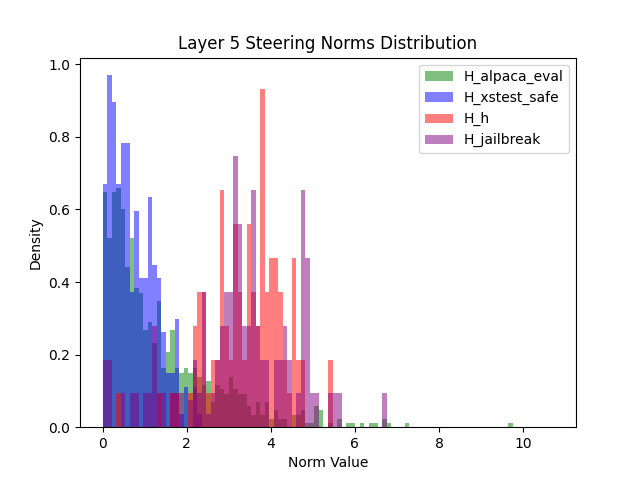 Layer 5 Steering Norms Distribution
H_alpaca_eval
H_xstest_safe
H_h
H_jailbreak
1.0
0.8
0.6
0.4
0.2
0.0
Density
0 2 4 6 8 10
Norm Value